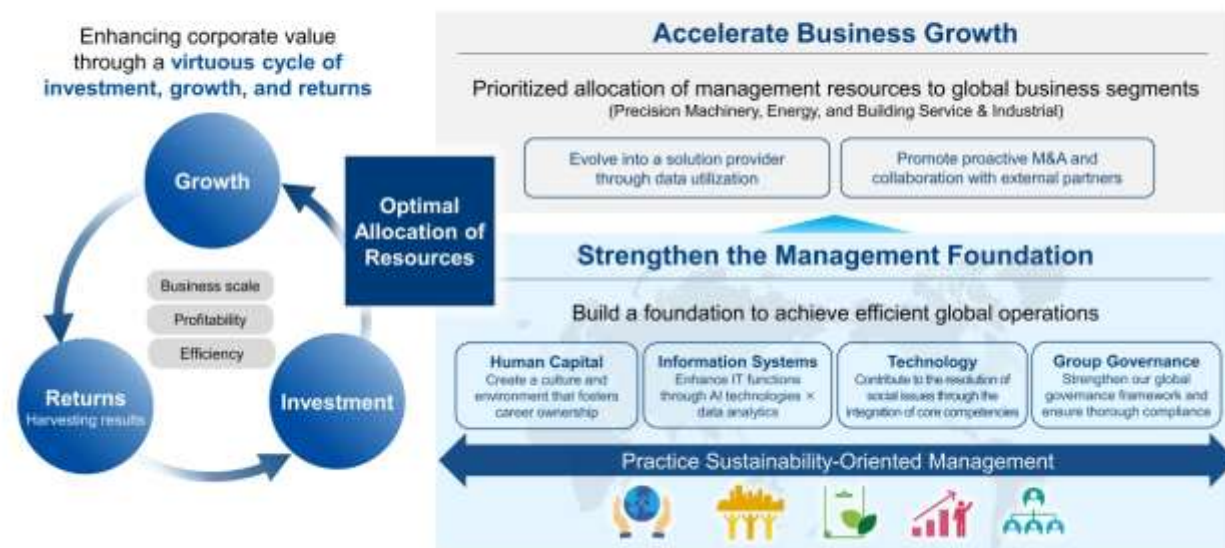 Enhancing corporate value
through a virtuous cycle of
investment, growth, and returns
Growth
Optimal
Allocation of
Resources
Business scale
Profitability
Efficiency
Returns
Harvesting results
Investment
Accelerate Business Growth
Prioritized allocation of management resources to global business segments
(Precision Machinery, Energy, and Building Service & Industrial)
Evolve into a solution provider
through data utilization
Promote proactive M&A and
collaboration with external partners
Strengthen the Management Foundation
Build a foundation to achieve efficient global operations
Human Capital
Create a culture and
environment that fosters
career ownership
Information Systems
Enhance IT functions
through AI technologies ×
data analytics
Technology
Contribute to the resolution of
social issues through the
integration of core competencies
Group Governance
Strengthen our global
governance framework and
ensure thorough compliance
Practice Sustainability-Oriented Management